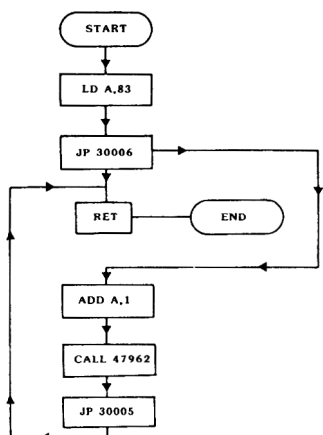 START
LD A,83
JP 30006
RET
END
ADD A,1
CALL 47962
JP 30005